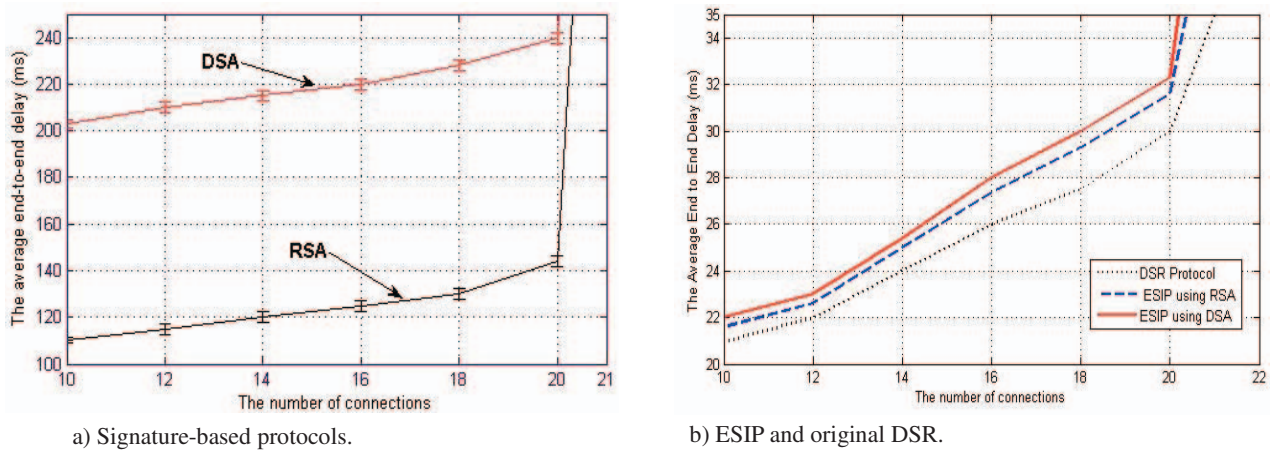 The average end-to-end delay (ms)
240
220
200
180
160
140
120
100
DSA
RSA
10 12 14 16 18 20 21
The number of connections
a) Signature-based protocols.
The Average End to End Delay (ms)
35
34
32
30
28
26
24
22
20
DSR Protocol
ESIP using RSA
ESIP using DSA
10 12 14 16 18 20 22
The number of connections
b) ESIP and original DSR.